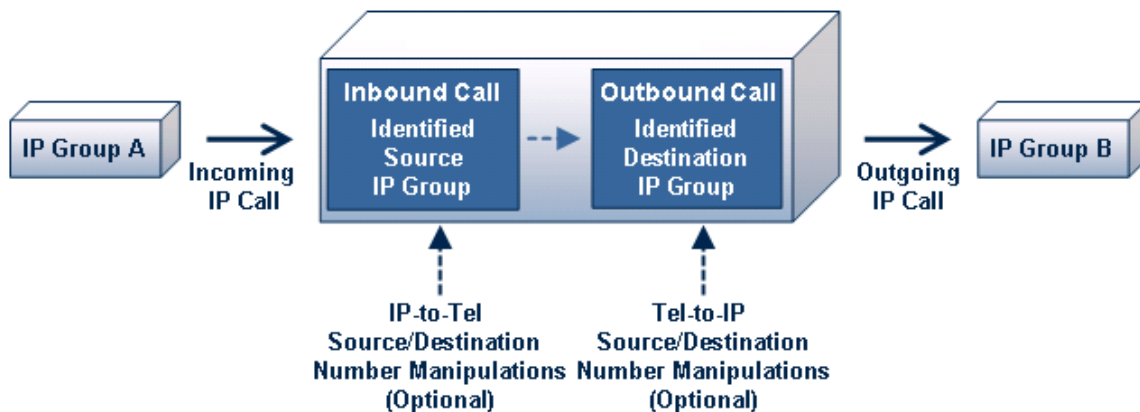 IP Group A
Incoming
IP Call
Inbound Call
Identified
Source
IP Group
Outbound Call
Identified
Destination
IP Group
Outgoing
IP Call
IP Group B
IP-to-Tel
Source/Destination
Number Manipulations
(Optional)
Tel-to-IP
Source/Destination
Number Manipulations
(Optional)